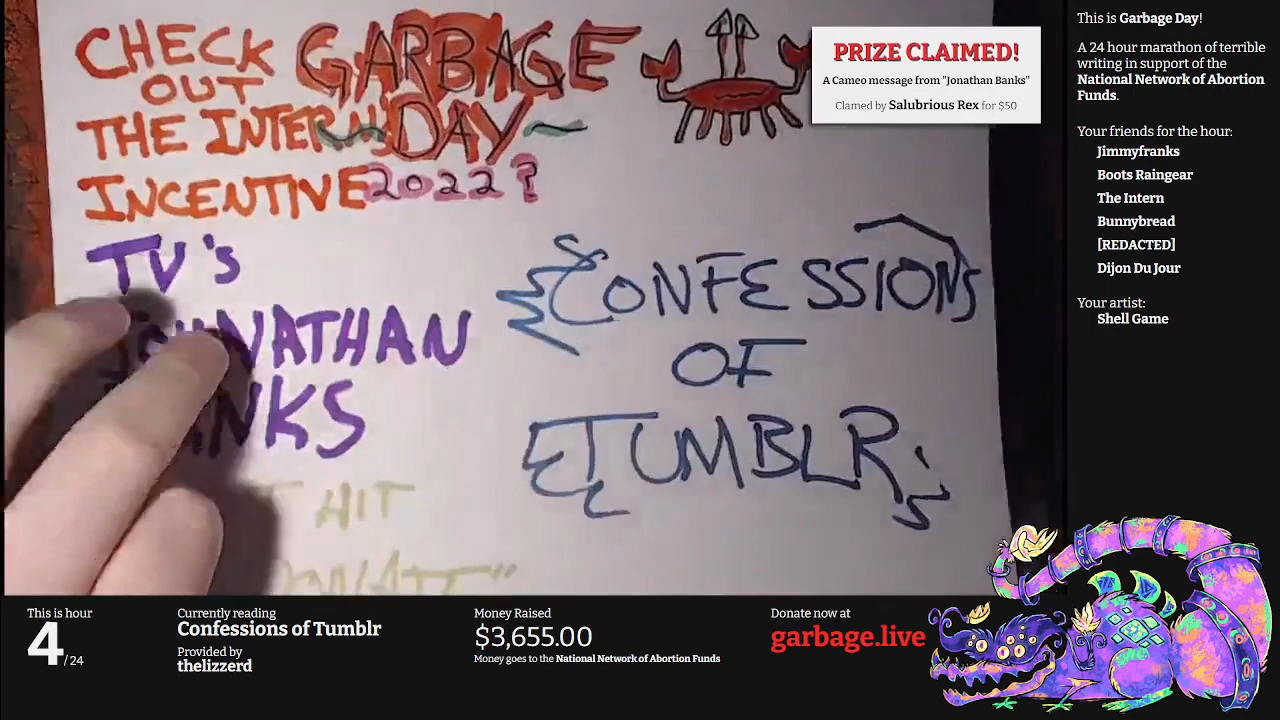 CHECK
OUT
GARBAGE
THE INTERN'S
DAY
INCENTIVE
2022?
TV's
JOHNATHAN
BANKS
HIT
CONFESSIONS
OF
TUMBLR
PRIZE CLAIMED!
A Cameo message from "Jonathan Banks"
Clamed by Salubrious Rex for $50
This is Garbage Day!
A 24 hour marathon of terrible
writing in support of the
National Network of Abortion
Funds.
Your friends for the hour:
Jimmyfranks
Boots Raingear
The Intern
Bunnybread
[REDACTED]
Dijon Du Jour
Your artist:
Shell Game
This is hour
4 / 24
Currently reading
Confessions of Tumblr
Provided by
thelizzerd
Money Raised
$3,655.00
Money goes to the National Network of Abortion Funds
Donate now at
garbage.live